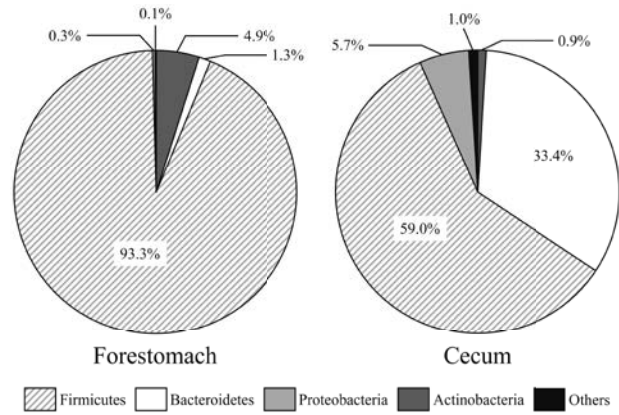 0.1%
1.0%
0.3%
4.9%
5.7%
0.9%
1.3%
33.4%
59.0%
93.3%
Forestomach
Cecum
Firmicutes
Bacteroidetes
Proteobacteria
Actinobacteria
Others